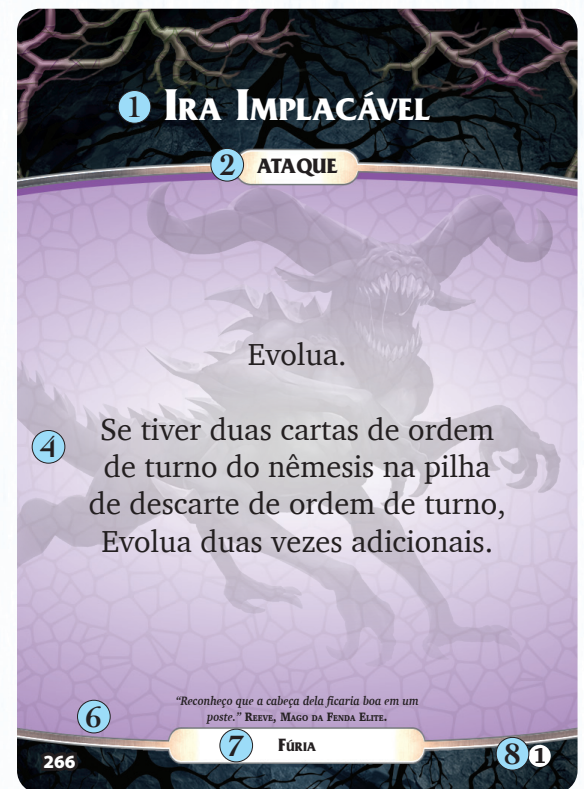 1 Ira Implacável
2 ATAQUE
Evolua.
4 Se tiver duas cartas de ordem
de turno do nêmesis na pilha
de descarte de ordem de turno,
Evolua duas vezes adicionais.
“Reconheço que a cabeça dela ficaria boa em um
6 poste.” Reeve, Mago da Fenda Elite.
7 Fúria
266 8 1